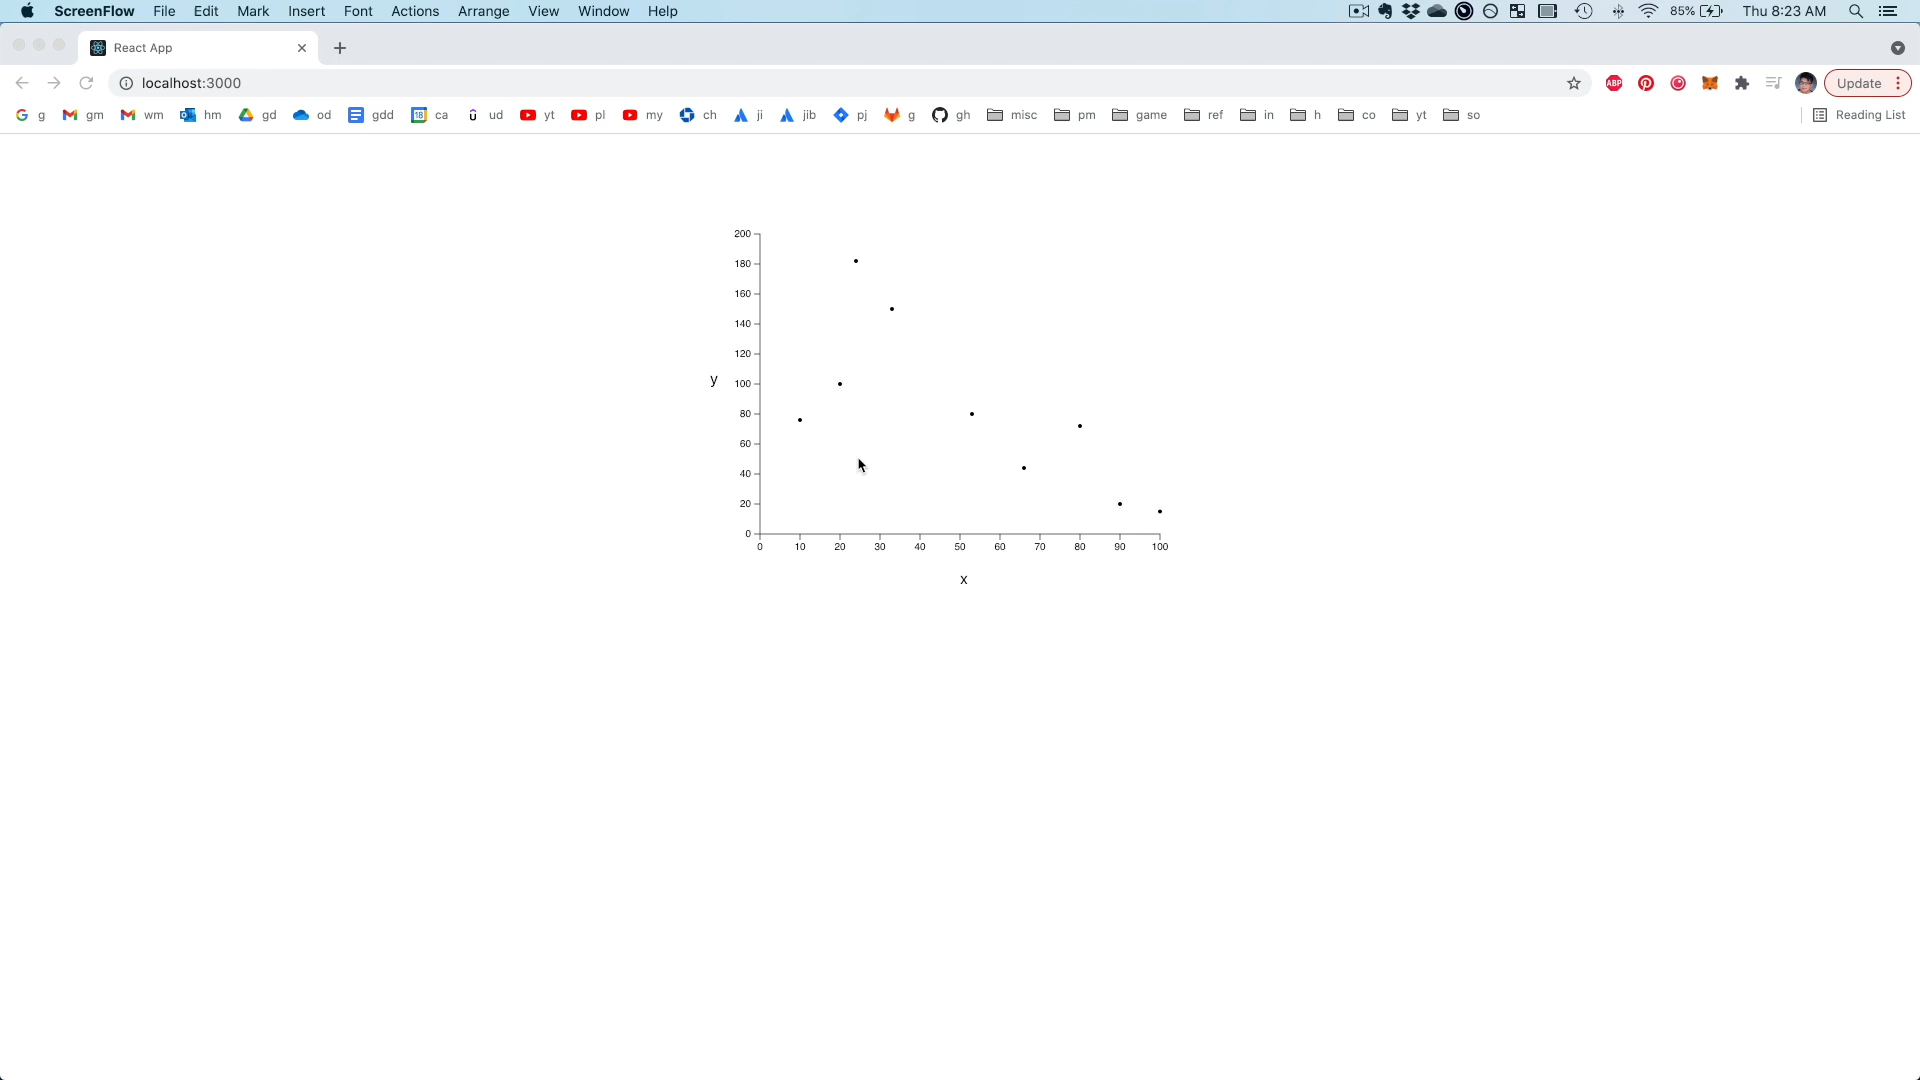 ScreenFlow File Edit Mark Insert Font Actions Arrange View Window Help 85% Thu 8:23 AM
React App
localhost:3000 ABP Update
G g gm wm hm gd od gdd 18 ca u ud yt pl my ch ji jib pj g gh misc pm game ref in h co yt so Reading List
200
180
160
140
120
y 100
80
60
40
20
0
0 10 20 30 40 50 60 70 80 90 100
x